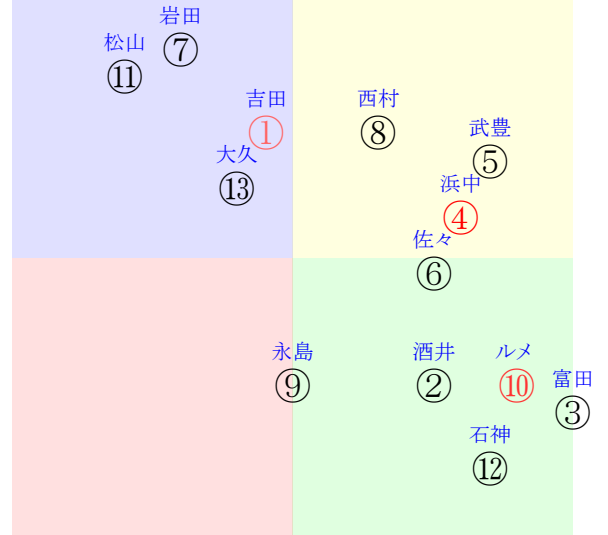 岩田
⑦
松山
⑪
吉田
①
西村
⑧
武豊
⑤
大久
⑬
浜中
④
佐々
⑥
永島
⑨
酒井
②
ルメ
⑩
富田
③
石神
⑫